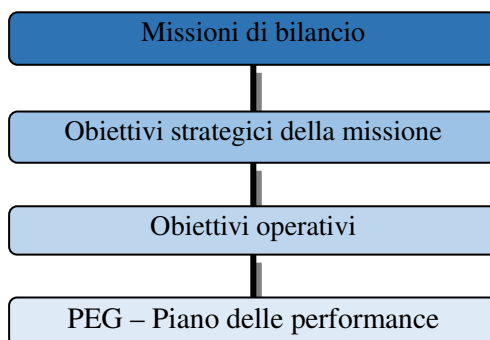 Missioni di bilancio
Obiettivi strategici della missione
Obiettivi operativi
PEG – Piano delle performance